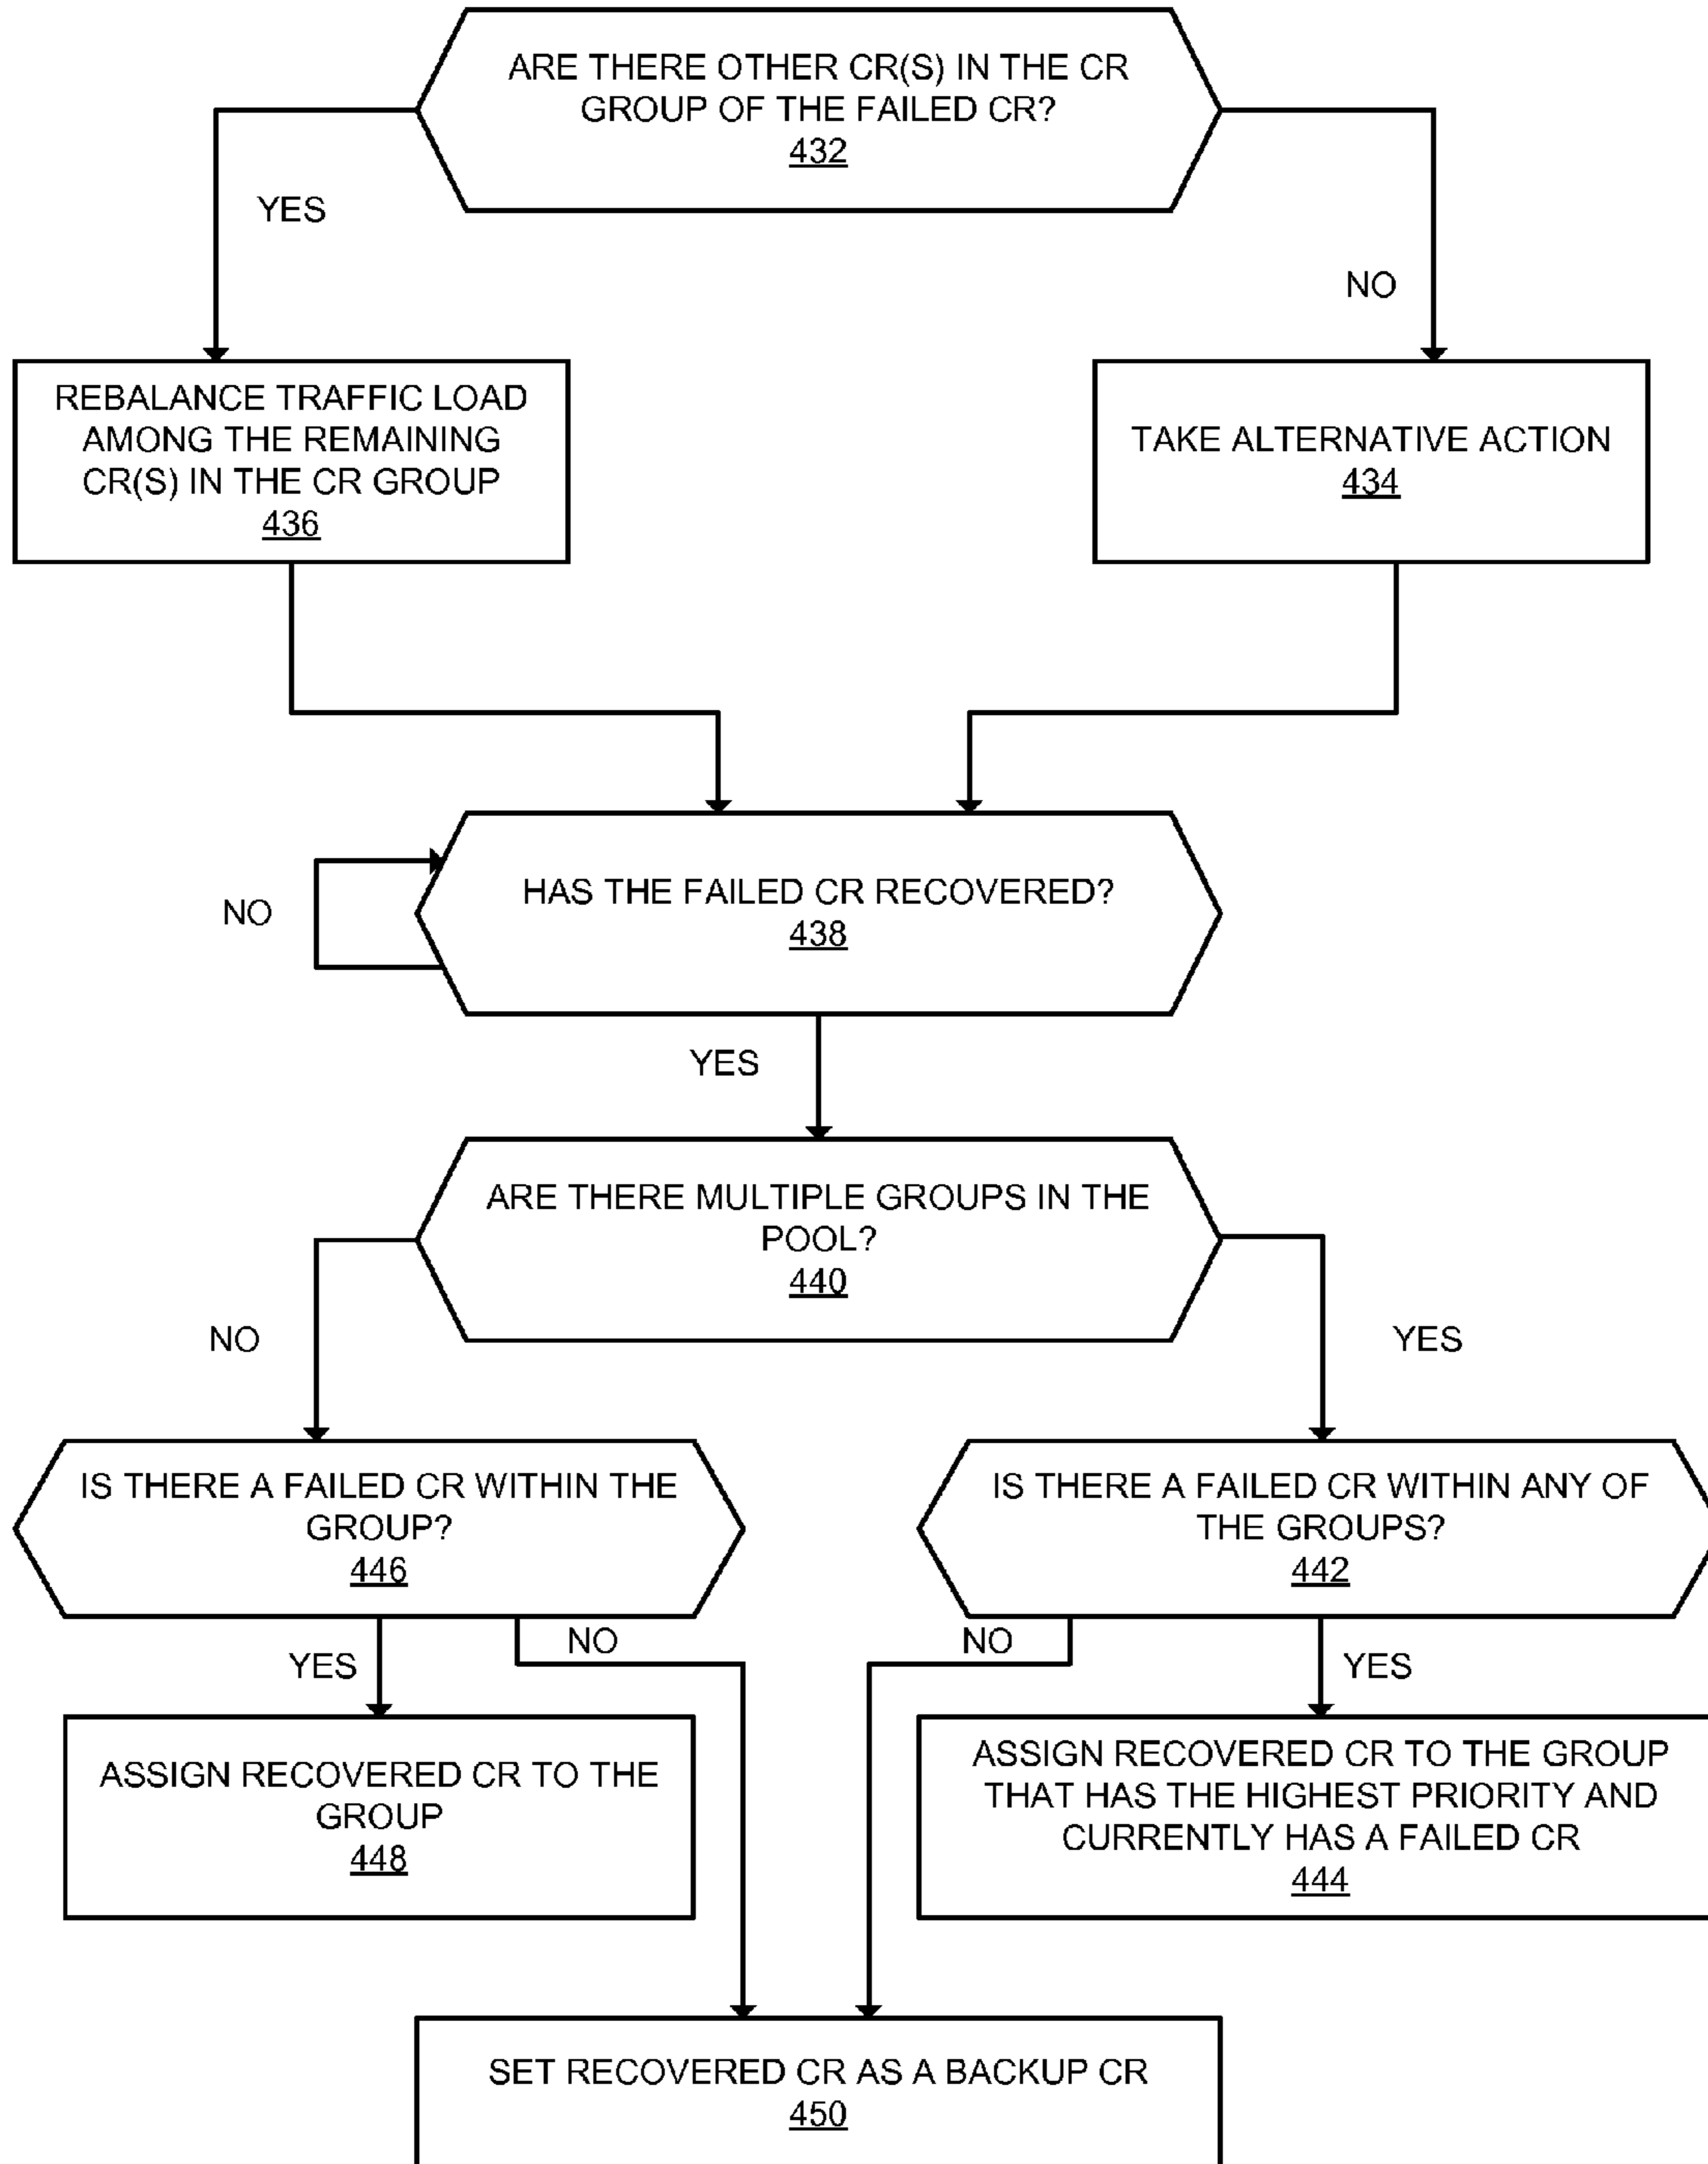 ARE THERE OTHER CR(S) IN THE CR
GROUP OF THE FAILED CR?
432
YES
NO
REBALANCE TRAFFIC LOAD
AMONG THE REMAINING
CR(S) IN THE CR GROUP
436
TAKE ALTERNATIVE ACTION
434
HAS THE FAILED CR RECOVERED?
438
NO
YES
ARE THERE MULTIPLE GROUPS IN THE
POOL?
440
NO
YES
IS THERE A FAILED CR WITHIN THE
GROUP?
446
IS THERE A FAILED CR WITHIN ANY OF
THE GROUPS?
442
YES
NO
NO
YES
ASSIGN RECOVERED CR TO THE
GROUP
448
ASSIGN RECOVERED CR TO THE GROUP
THAT HAS THE HIGHEST PRIORITY AND
CURRENTLY HAS A FAILED CR
444
SET RECOVERED CR AS A BACKUP CR
450